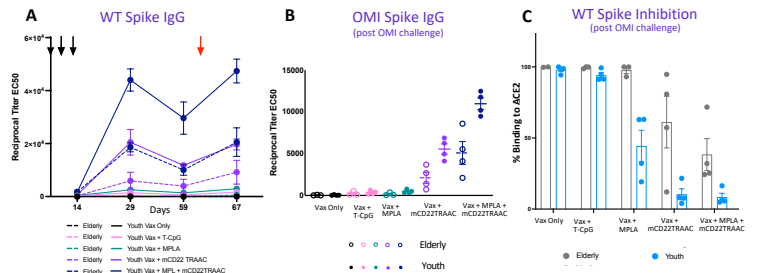 A
WT Spike IgG
Reciprocal Titer EC50
6×10⁴
4×10⁴
2×10⁴
0
14
29
59
67
Days
Elderly
Youth Vax Only
Elderly
Youth Vax + T-CpG
Elderly
Youth Vax + MPLA
Elderly
Youth Vax + mCD22 TRAAC
Elderly
Youth Vax + MPL + mCD22TRAAC
B
OMI Spike IgG
(post OMI challenge)
Reciprocal Titer EC50
15000
10000
5000
0
Vax Only
Vax +
T-CpG
Vax +
MPLA
Vax +
mCD22TRAAC
Vax + MPLA +
mCD22TRAAC
Elderly
Youth
C
WT Spike Inhibition
(post OMI challenge)
% Binding to ACE2
100
50
0
Vax Only
Vax +
T-CpG
Vax +
MPLA
Vax +
mCD22TRAAC
Vax + MPLA +
mCD22TRAAC
Elderly
Youth